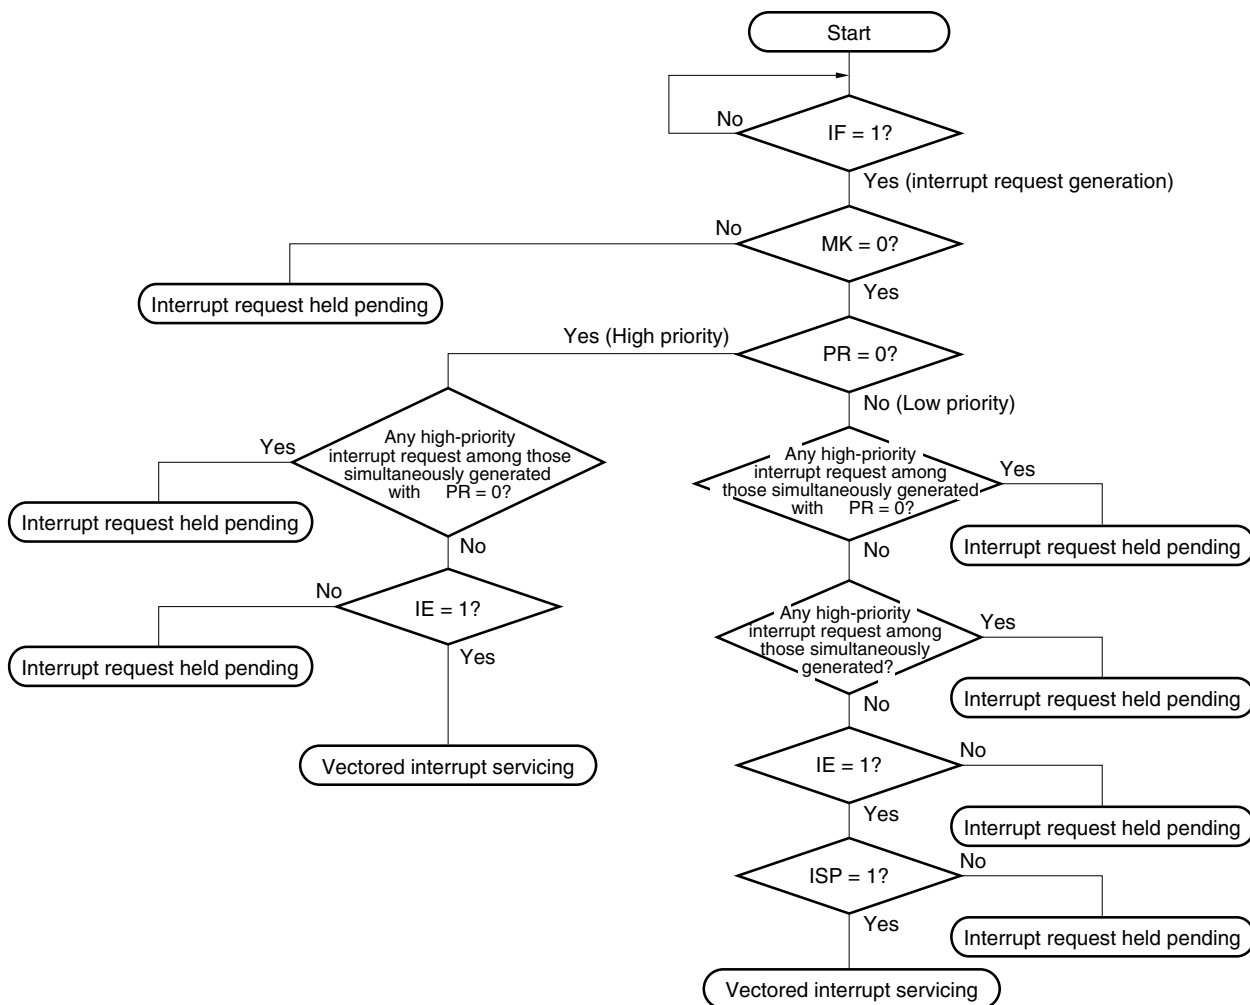 Start
No
IF = 1?
Yes (interrupt request generation)
No
MK = 0?
Interrupt request held pending
Yes
Yes (High priority)
PR = 0?
No (Low priority)
Yes
Any high-priority
interrupt request among those
simultaneously generated
with PR = 0?
Any high-priority
interrupt request among
those simultaneously generated
with PR = 0?
Yes
Interrupt request held pending
Interrupt request held pending
No
No
No
IE = 1?
Any high-priority
interrupt request among
those simultaneously
generated?
Yes
Interrupt request held pending
Yes
Interrupt request held pending
No
Vectored interrupt servicing
IE = 1?
No
Yes
Interrupt request held pending
ISP = 1?
No
Yes
Interrupt request held pending
Vectored interrupt servicing